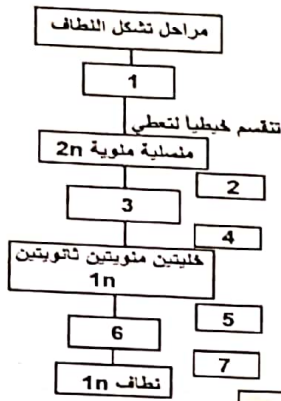 مراحل تشكل النطاف
1
تنقسم خيطيا لتعطي
منسلية منوية 2n
2
3
4
خليتين منويتين ثانويتين
1n
5
6
7
نطاف 1n